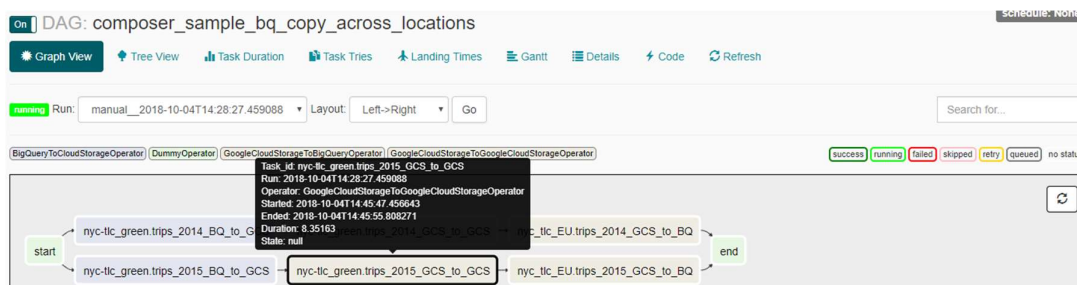 On DAG: composer_sample_bq_copy_across_locations
schedule: None
Graph View Tree View Task Duration Task Tries Landing Times Gantt Details Code Refresh
running Run: manual__2018-10-04T14:28:27.459088 Layout: Left->Right Go Search for...
BigQueryToCloudStorageOperator DummyOperator GoogleCloudStorageToBigQueryOperator GoogleCloudStorageToGoogleCloudStorageOperator success running failed skipped retry queued no statu
Task_id: nyc-tlc_green.trips_2015_GCS_to_GCS
Run: 2018-10-04T14:28:27.459088
Operator: GoogleCloudStorageToGoogleCloudStorageOperator
Started: 2018-10-04T14:45:47.456643
Ended: 2018-10-04T14:45:55.808271
Duration: 8.35163
State: null
nyc-tlc_green.trips_2014_BQ_to_GC nyc_tlc_EU.trips_2014_GCS_to_BQ
start end
nyc-tlc_green.trips_2015_BQ_to_GCS nyc-tlc_green.trips_2015_GCS_to_GCS nyc_tlc_EU.trips_2015_GCS_to_BQ